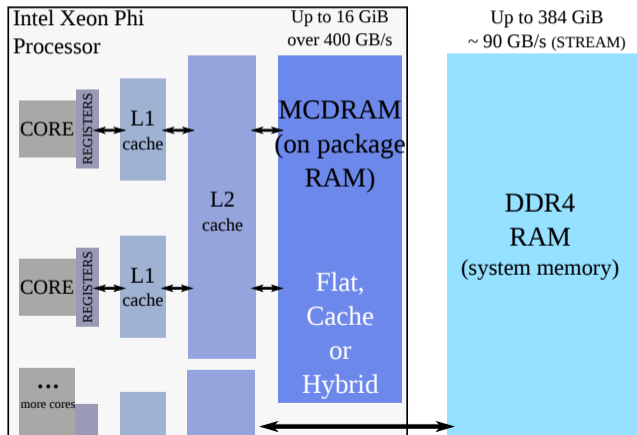 Intel Xeon Phi
Processor
Up to 16 GiB
over 400 GB/s
Up to 384 GiB
~ 90 GB/s (STREAM)
CORE
REGISTERS
L1
cache
L2
cache
MCDRAM
(on package
RAM)
DDR4
RAM
(system memory)
CORE
REGISTERS
L1
cache
Flat,
Cache
or
Hybrid
...
more cores